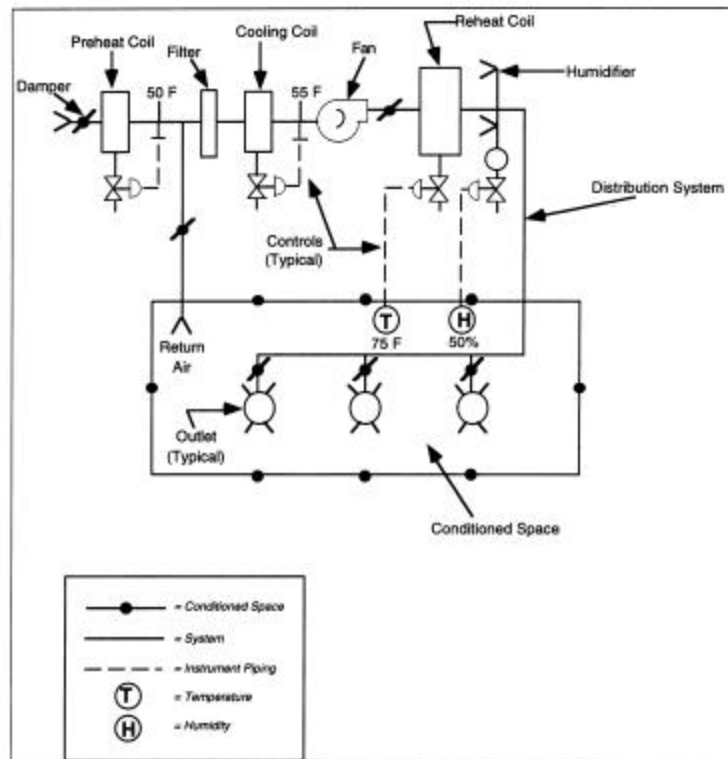 Preheat Coil
Cooling Coil
Reheat Coil
Filter
Fan
Damper
50 F
55 F
Humidifier
Distribution System
Controls
(Typical)
T
H
Return
Air
75 F
50%
Outlet
(Typical)
Conditioned Space
= Conditioned Space
= System
= Instrument Piping
T
= Temperature
H
= Humidity